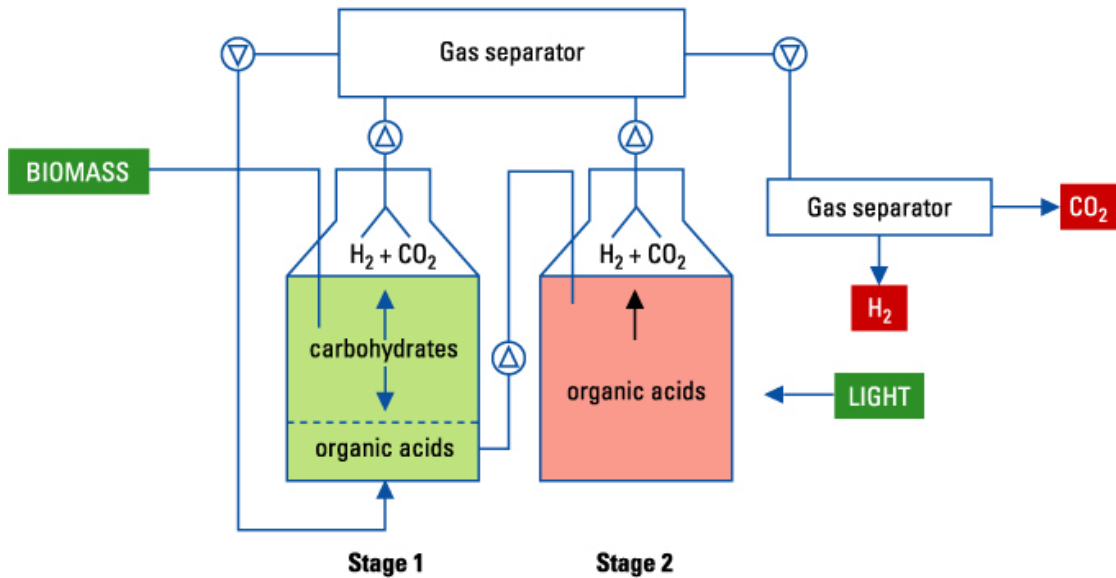 Gas separator
BIOMASS
Gas separator
CO₂
H₂ + CO₂
H₂ + CO₂
H₂
carbohydrates
organic acids
LIGHT
organic acids
Stage 1
Stage 2